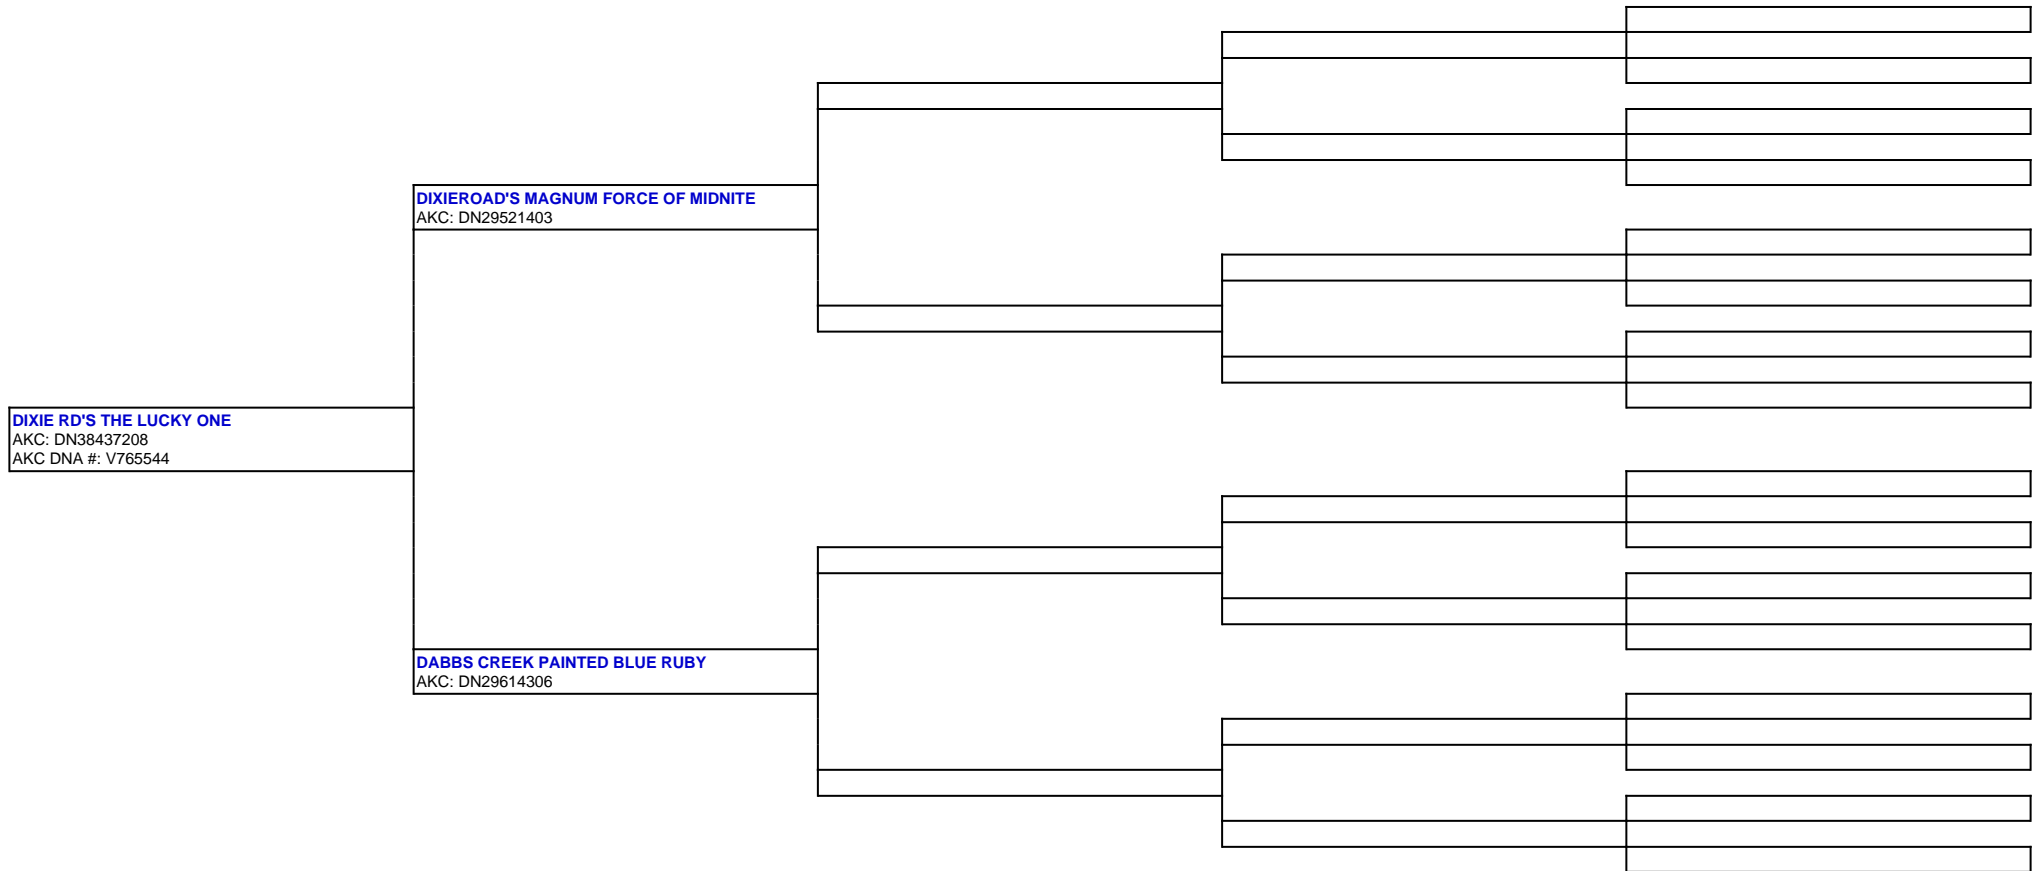 DIXIEROAD'S MAGNUM FORCE OF MIDNITE
AKC: DN29521403
DIXIE RD'S THE LUCKY ONE
AKC: DN38437208
AKC DNA #: V765544
DABBS CREEK PAINTED BLUE RUBY
AKC: DN29614306